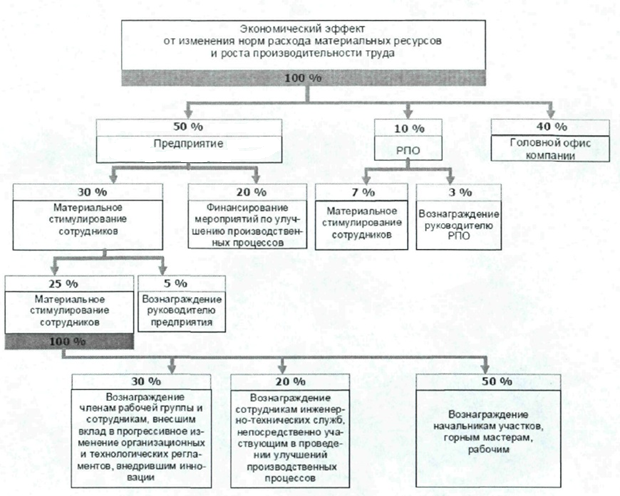 Экономический эффект
от изменения норм расхода материальных ресурсов
и роста производительности труда
100 %
50 %
Предприятие
10 %
РПО
40 %
Головной офис
компании
30 %
Материальное
стимулирование
сотрудников
20 %
Финансирование
мероприятий по улуч-
шению производствен-
ных процессов
7 %
Материальное
стимулирование
сотрудников
3 %
Вознаграждение
руководителю
РПО
25 %
Материальное
стимулирование
сотрудников
100 %
5 %
Вознаграждение
руководителю
предприятия
30 %
Вознаграждение
членам рабочей группы и
сотрудникам, внесшим
вклад в прогрессивное из-
менение организационных
и технологических регла-
ментов, внедрившим инно-
вации
20 %
Вознаграждение
сотрудникам инженер-
но-технических служб,
непосредственно учас-
твующим в проведе-
нии улучшений
производственных
процессов
50 %
Вознаграждение
начальникам участков,
горным мастерам,
рабочим